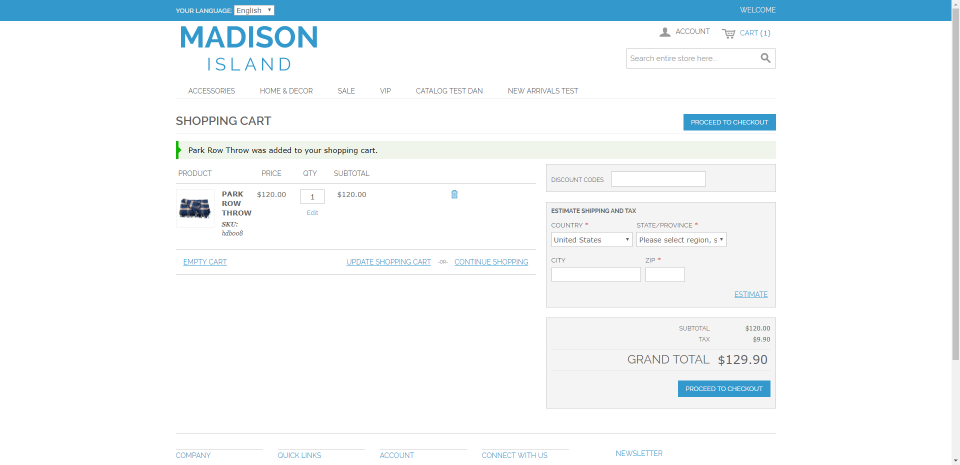 YOUR LANGUAGE: English
WELCOME
MADISON
ISLAND
ACCOUNT
CART (1)
Search entire store here...
ACCESSORIES
HOME & DECOR
SALE
VIP
CATALOG TEST DAN
NEW ARRIVALS TEST
SHOPPING CART
PROCEED TO CHECKOUT
Park Row Throw was added to your shopping cart.
PRODUCT PRICE QTY SUBTOTAL
PARK
ROW
THROW
SKU:
hdb008
$120.00
1
Edit
$120.00
EMPTY CART
UPDATE SHOPPING CART -OR- CONTINUE SHOPPING
DISCOUNT CODES
ESTIMATE SHIPPING AND TAX
COUNTRY * STATE/PROVINCE *
United States Please select region, s
CITY ZIP *
ESTIMATE
SUBTOTAL $120.00
TAX $9.90
GRAND TOTAL $129.90
PROCEED TO CHECKOUT
COMPANY
QUICK LINKS
ACCOUNT
CONNECT WITH US
NEWSLETTER